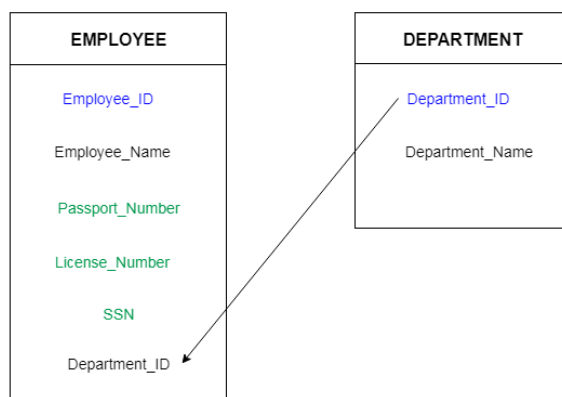 EMPLOYEE
Employee_ID
Employee_Name
Passport_Number
License_Number
SSN
Department_ID
DEPARTMENT
Department_ID
Department_Name